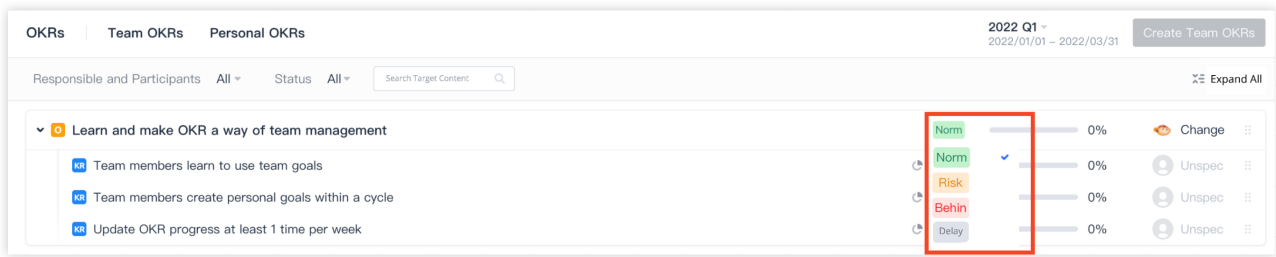 OKRs Team OKRs Personal OKRs 2022 Q1 Create Team OKRs
2022/01/01 – 2022/03/31
Responsible and Participants All Status All Search Target Content Expand All
O Learn and make OKR a way of team management Norm 0% Change
Norm
KR Team members learn to use team goals 0% Unspec
Risk
KR Team members create personal goals within a cycle 0% Unspec
Behin
KR Update OKR progress at least 1 time per week Delay 0% Unspec